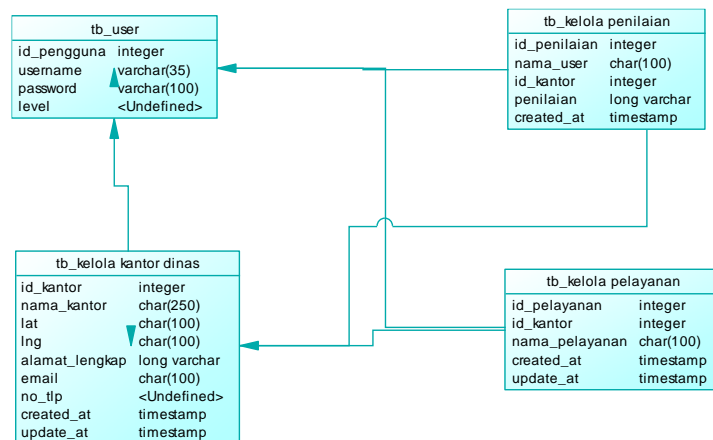 tb_user
id_pengguna integer
username varchar(35)
password varchar(100)
level <Undefined>
tb_kelola penilaian
id_penilaian integer
nama_user char(100)
id_kantor integer
penilaian long varchar
created_at timestamp
tb_kelola kantor dinas
id_kantor integer
nama_kantor char(250)
lat char(100)
lng char(100)
alamat_lengkap long varchar
email char(100)
no_tlp <Undefined>
created_at timestamp
update_at timestamp
tb_kelola pelayanan
id_pelayanan integer
id_kantor integer
nama_pelayanan char(100)
created_at timestamp
update_at timestamp